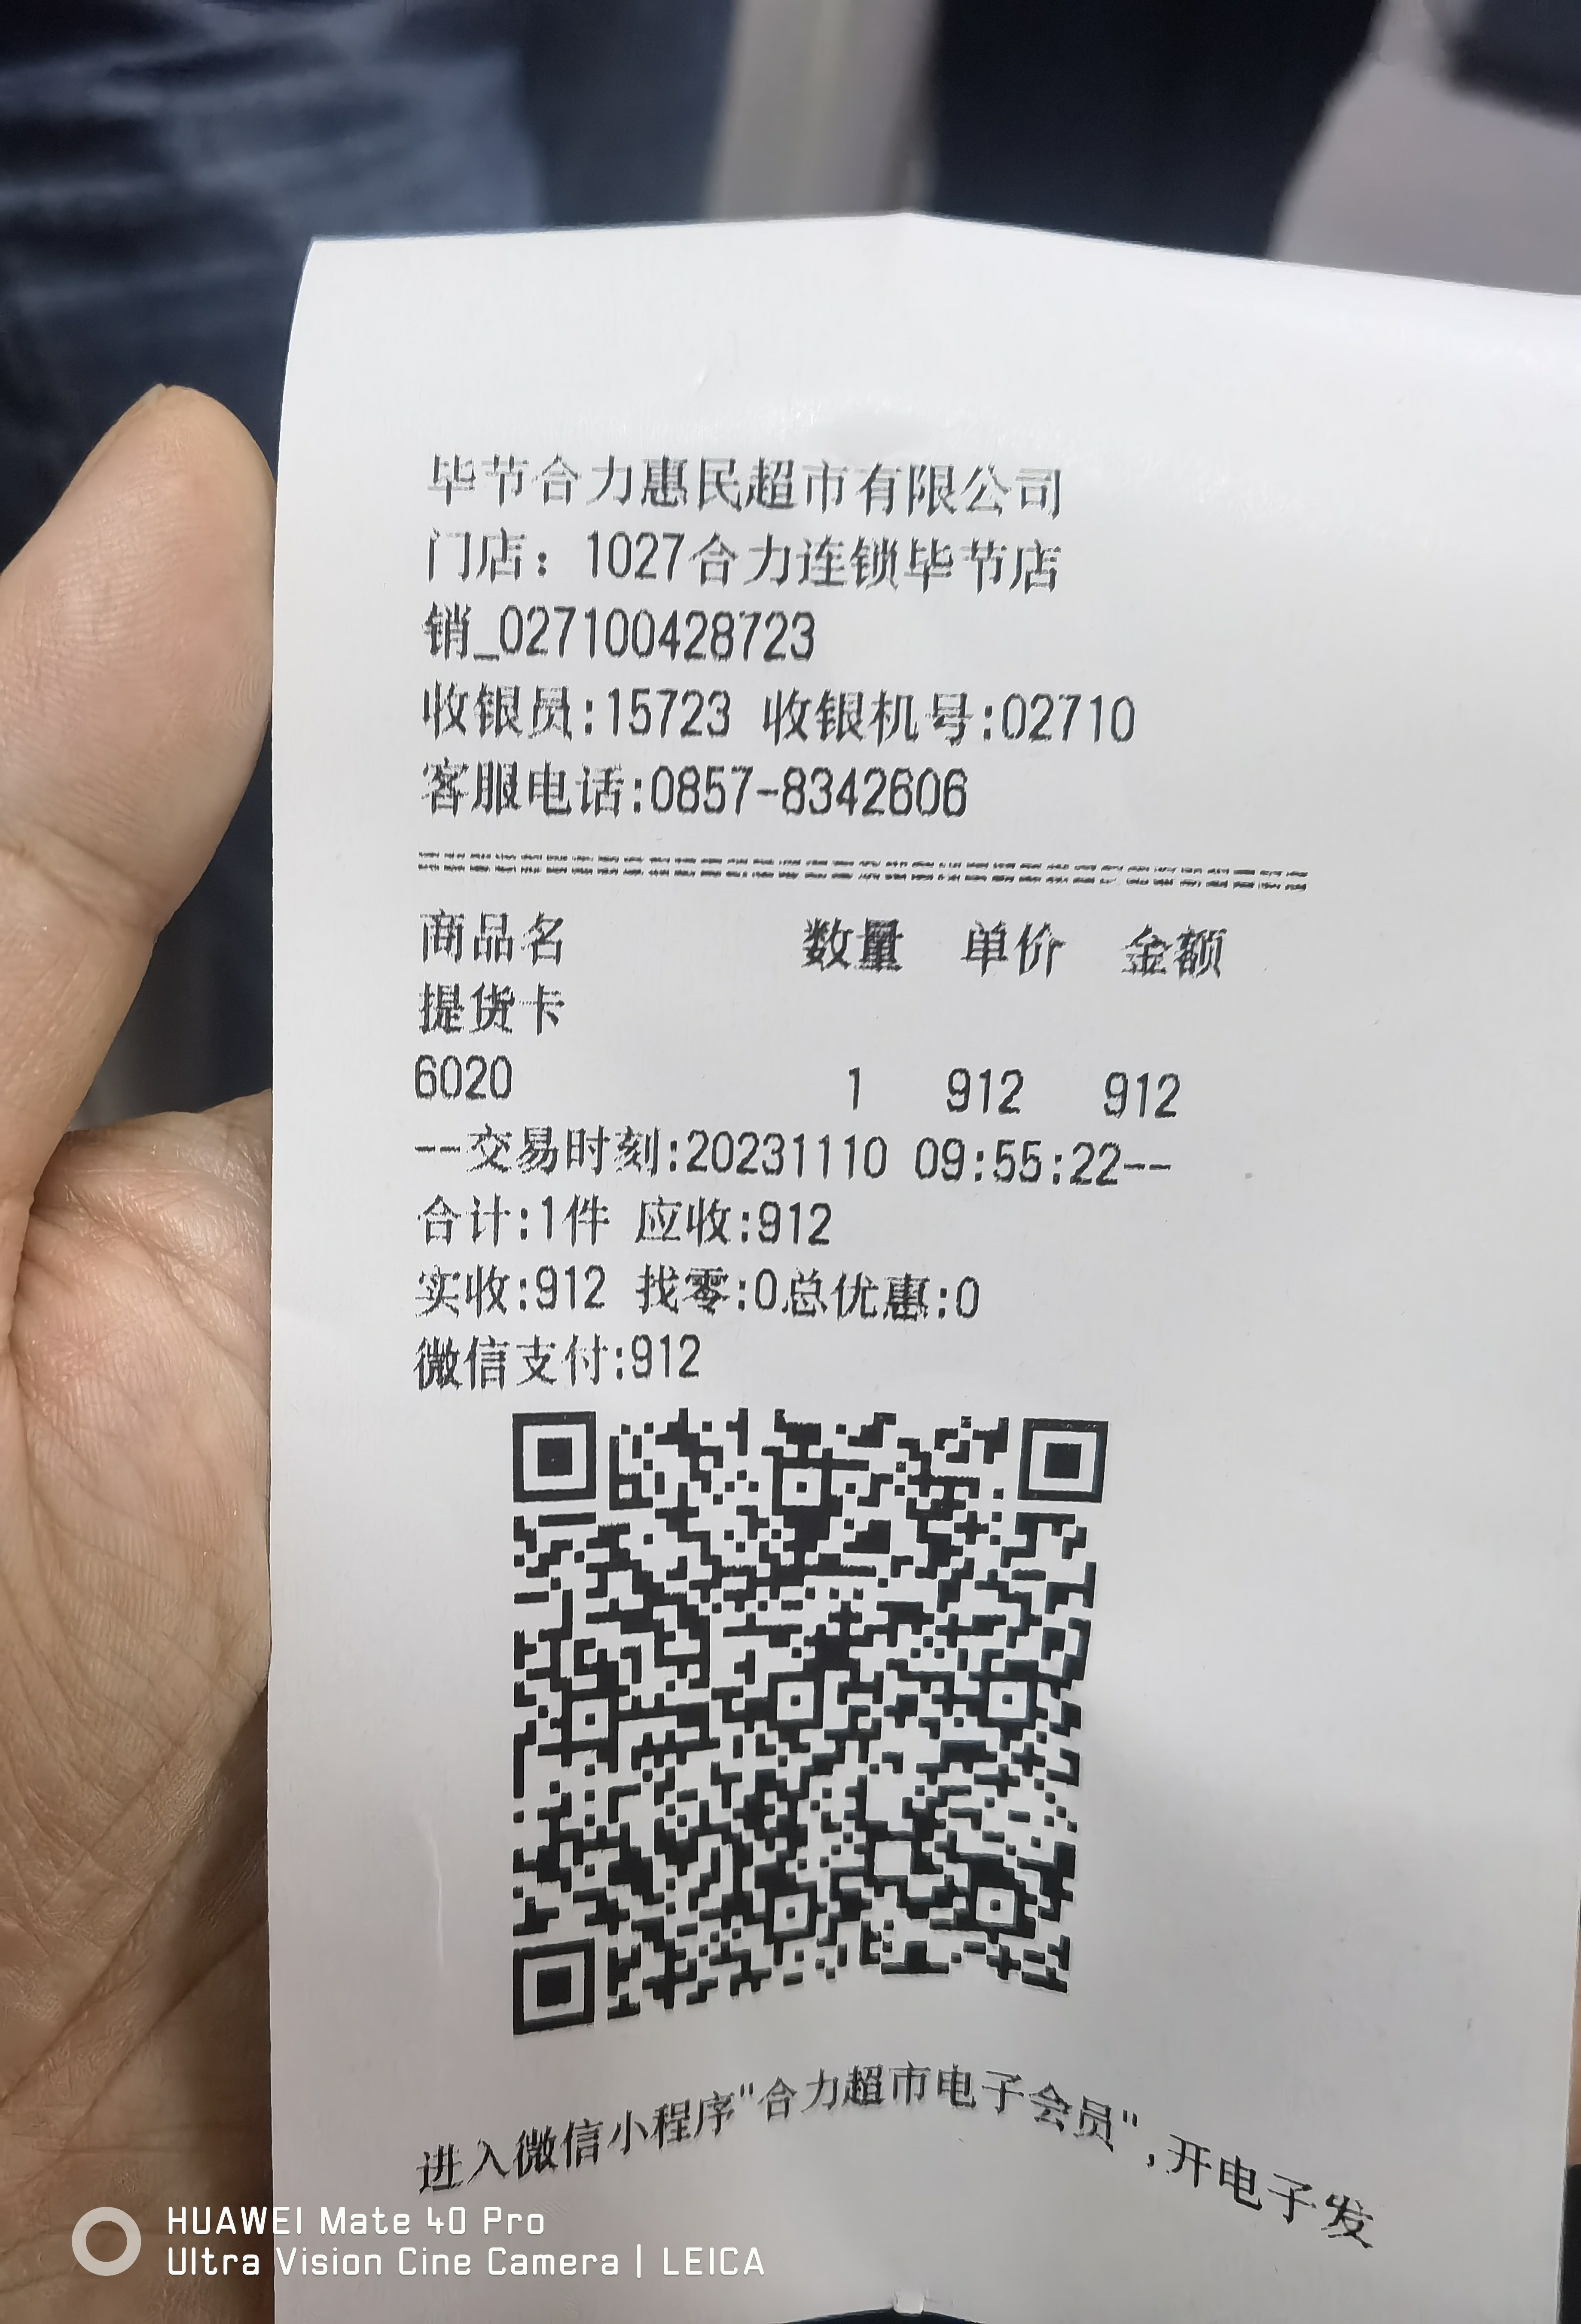 毕节合力惠民超市有限公司
门店：1027合力连锁毕节店
销_027100428723
收银员:15723 收银机号:02710
客服电话:0857-8342606
商品名 数量 单价 金额
提货卡
6020 1 912 912
--交易时刻:20231110 09:55:22--
合计:1件 应收:912
实收:912 找零:0总优惠:0
微信支付:912
进入微信小程序"合力超市电子会员",开电子发
HUAWEI Mate 40 Pro
Ultra Vision Cine Camera | LEICA